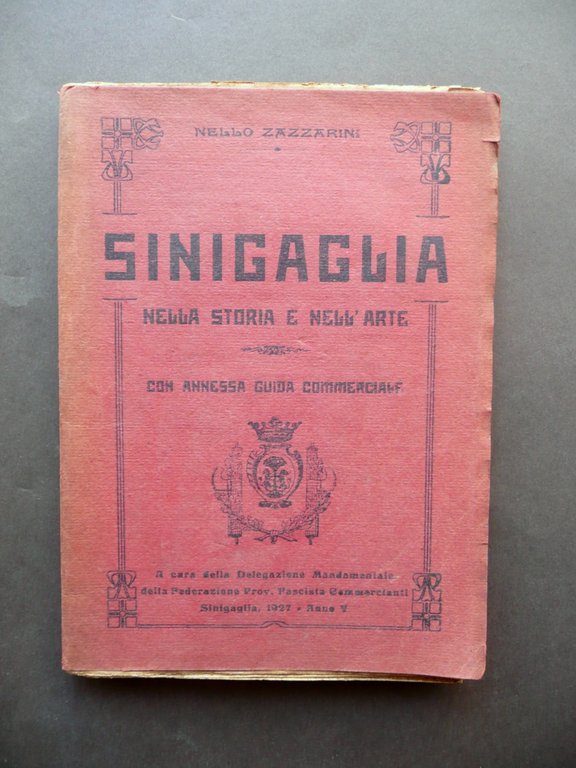 NELLO ZAZZARINI
SINIGAGLIA
NELLA STORIA E NELL'ARTE
CON ANNESSA GUIDA COMMERCIALE
A cura della Delegazione Mandamentale
della Federazione Prov. Fascista Commercianti
Sinigaglia, 1927 - Anno V